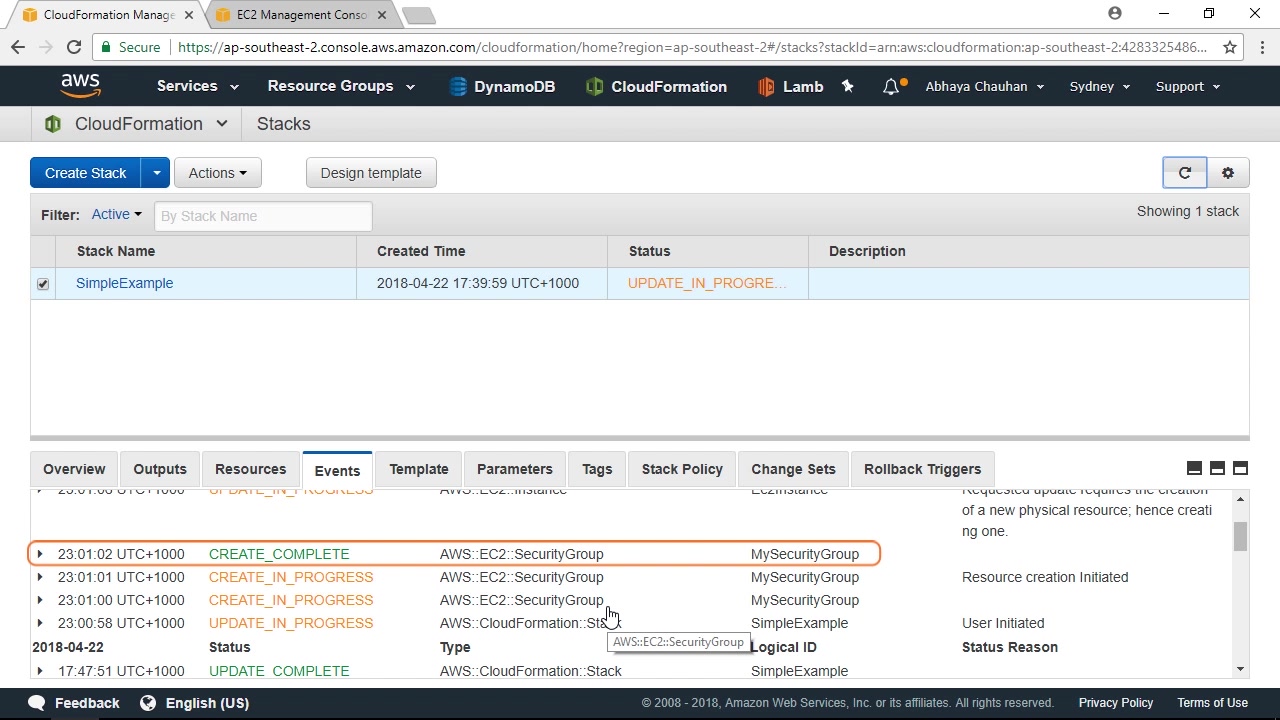 CloudFormation Manage
EC2 Management Conso
Secure
https://ap-southeast-2.console.aws.amazon.com/cloudformation/home?region=ap-southeast-2#/stacks?stackId=arn:aws:cloudformation:ap-southeast-2:4283325486...
aws Services Resource Groups DynamoDB CloudFormation Lamb Abhaya Chauhan Sydney Support
CloudFormation Stacks
Create Stack Actions Design template
Filter: Active By Stack Name Showing 1 stack
Stack Name Created Time Status Description
SimpleExample 2018-04-22 17:39:59 UTC+1000 UPDATE_IN_PROGRE...
Overview Outputs Resources Events Template Parameters Tags Stack Policy Change Sets Rollback Triggers
UTC+1000 UPDATE_IN_PROGRESS AWS::EC2::Instance Ec2Instance Requested update requires the creation
of a new physical resource; hence creati
ng one.
23:01:02 UTC+1000 CREATE_COMPLETE AWS::EC2::SecurityGroup MySecurityGroup
23:01:01 UTC+1000 CREATE_IN_PROGRESS AWS::EC2::SecurityGroup MySecurityGroup Resource creation Initiated
23:01:00 UTC+1000 CREATE_IN_PROGRESS AWS::EC2::SecurityGroup MySecurityGroup
23:00:58 UTC+1000 UPDATE_IN_PROGRESS AWS::CloudFormation::Stack SimpleExample User Initiated
AWS::EC2::SecurityGroup
2018-04-22 Status Type Logical ID Status Reason
17:47:51 UTC+1000 UPDATE_COMPLETE AWS::CloudFormation::Stack SimpleExample
Feedback English (US) © 2008 - 2018, Amazon Web Services, Inc. or its affiliates. All rights reserved. Privacy Policy Terms of Use